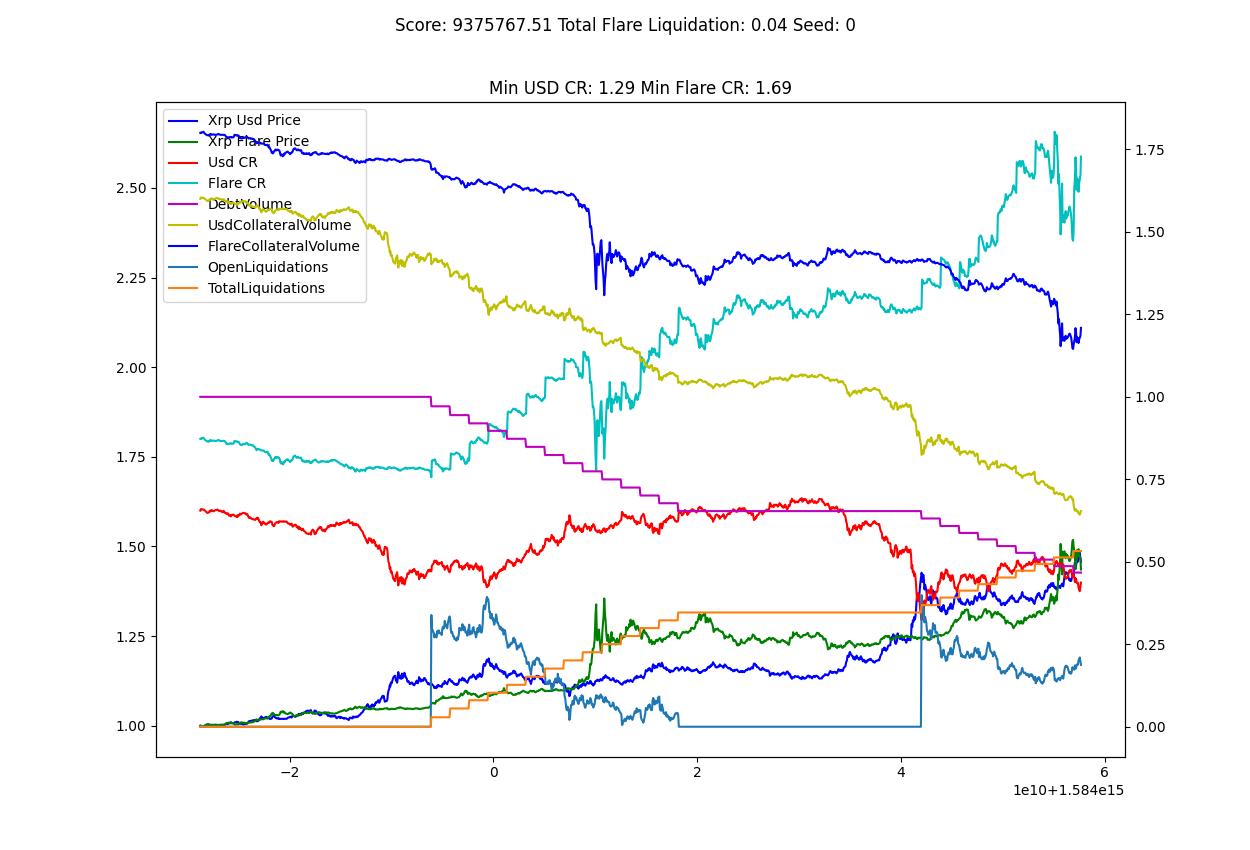 Score: 9375767.51 Total Flare Liquidation: 0.04 Seed: 0
Min USD CR: 1.29 Min Flare CR: 1.69
Xrp Usd Price
Xrp Flare Price
Usd CR
Flare CR
DebtVolume
UsdCollateralVolume
FlareCollateralVolume
OpenLiquidations
TotalLiquidations
2.50
2.25
2.00
1.75
1.50
1.25
1.00
1.75
1.50
1.25
1.00
0.75
0.50
0.25
0.00
−2 0 2 4 6
1e10+1.584e15